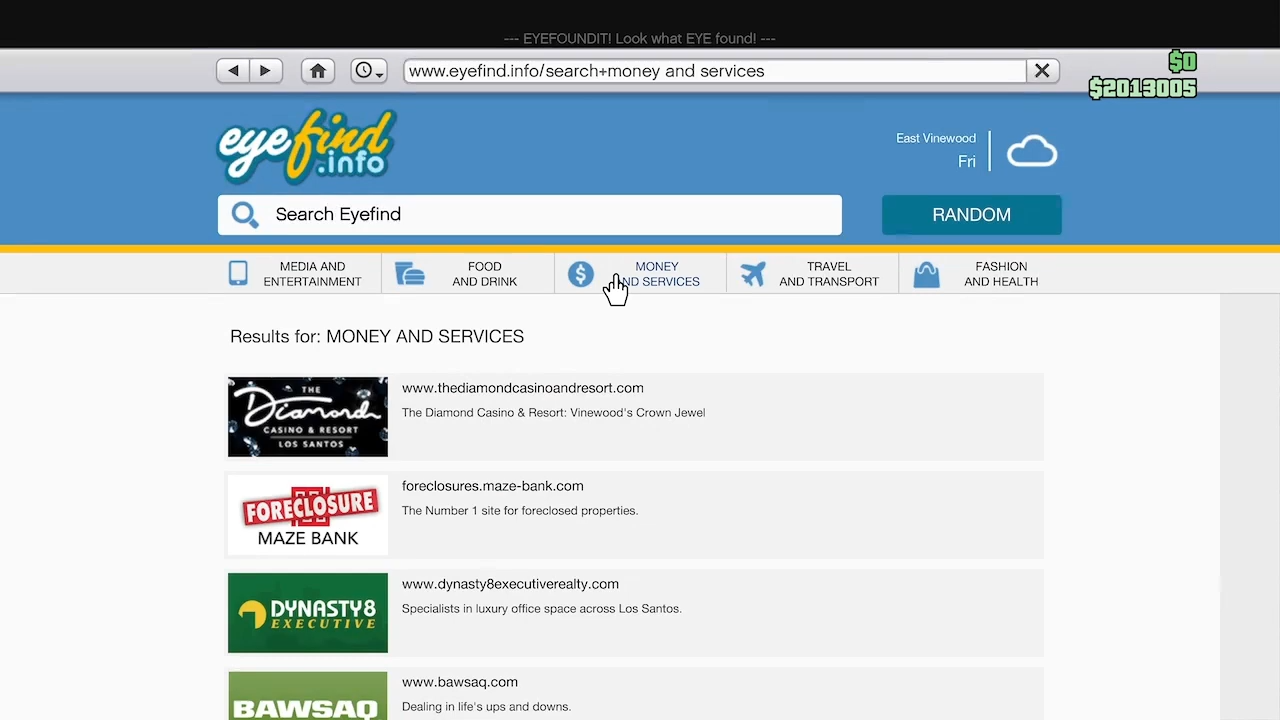 --- EYEFOUNDIT! Look what EYE found! ---
www.eyefind.info/search+money and services
$0
$2013005
eyefind
.info
East Vinewood
Fri
Search Eyefind
RANDOM
MEDIA AND
ENTERTAINMENT
FOOD
AND DRINK
MONEY
AND SERVICES
TRAVEL
AND TRANSPORT
FASHION
AND HEALTH
Results for: MONEY AND SERVICES
THE
Diamond
CASINO & RESORT
LOS SANTOS
www.thediamondcasinoandresort.com
The Diamond Casino & Resort: Vinewood's Crown Jewel
FORECLOSURE
MAZE BANK
foreclosures.maze-bank.com
The Number 1 site for foreclosed properties.
DYNASTY8
EXECUTIVE
www.dynasty8executiverealty.com
Specialists in luxury office space across Los Santos.
BAWSAQ
www.bawsaq.com
Dealing in life's ups and downs.